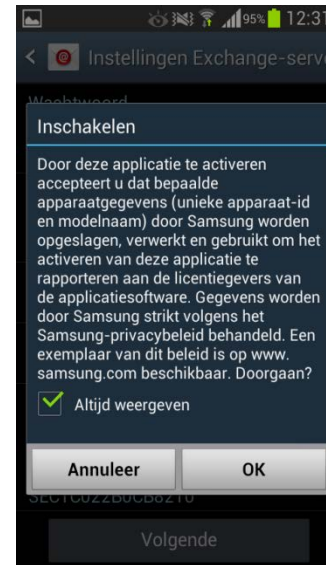 95% 12:31
Instellingen Exchange-serv
Wachtwoord
Inschakelen
Door deze applicatie te activeren
accepteert u dat bepaalde
apparaatgegevens (unieke apparaat-id
en modelnaam) door Samsung worden
opgeslagen, verwerkt en gebruikt om het
activeren van deze applicatie te
rapporteren aan de licentiegevers van
de applicatiesoftware. Gegevens worden
door Samsung strikt volgens het
Samsung-privacybeleid behandeld. Een
exemplaar van dit beleid is op www.
samsung.com beschikbaar. Doorgaan?
Altijd weergeven
Annuleer OK
Volgende